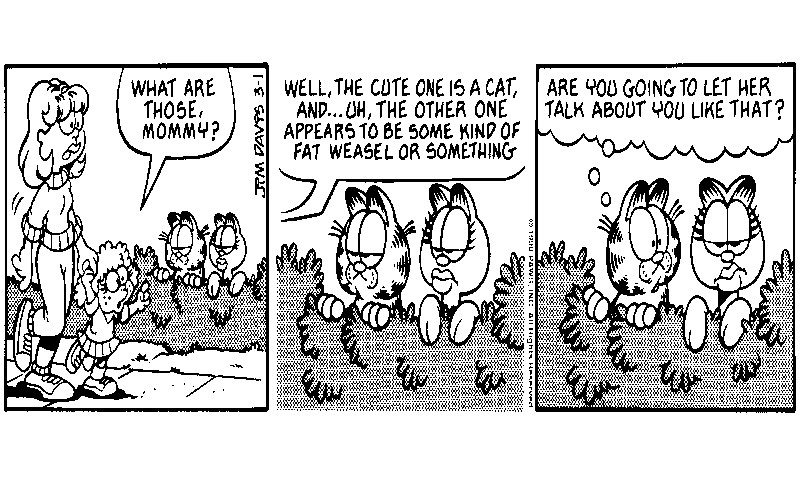 WHAT ARE
THOSE,
MOMMY?
JIM DAVIS 3-1
WELL, THE CUTE ONE IS A CAT,
AND...UH, THE OTHER ONE
APPEARS TO BE SOME KIND OF
FAT WEASEL OR SOMETHING
ARE YOU GOING TO LET HER
TALK ABOUT YOU LIKE THAT?